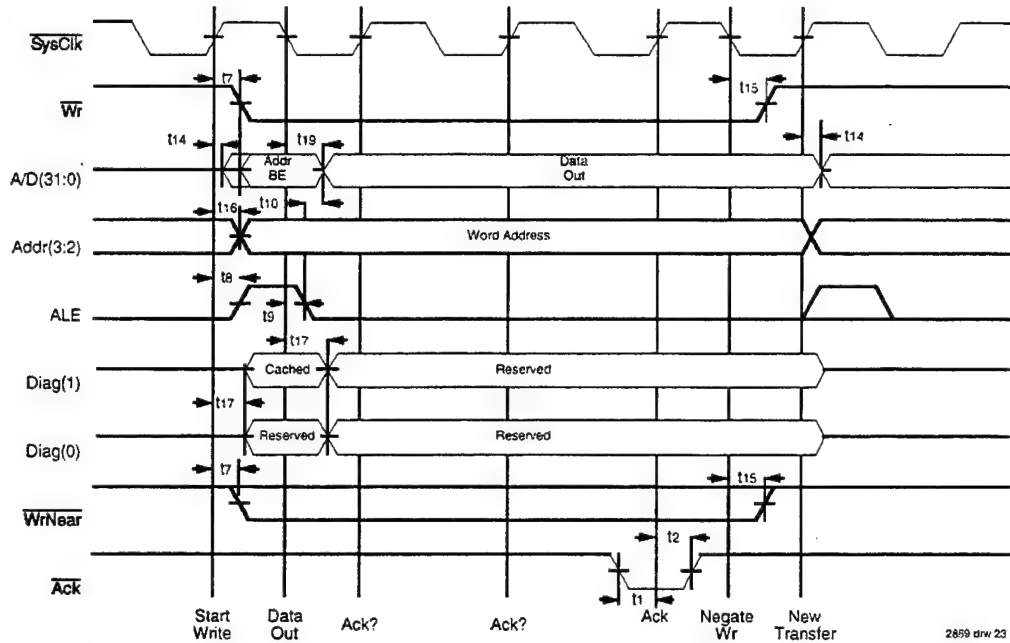 SysClk
t7
t15
Wr
t14
t19
t14
Addr
BE
Data
Out
A/D(31:0)
t16
t10
Word Address
Addr(3:2)
t8
t9
ALE
t17
Cached
Reserved
Diag(1)
t17
Reserved
Reserved
Diag(0)
t7
t15
WrNear
t2
Ack
t1
Start
Write
Data
Out
Ack?
Ack?
Ack
Negate
Wr
New
Transfer
2859 drw 23